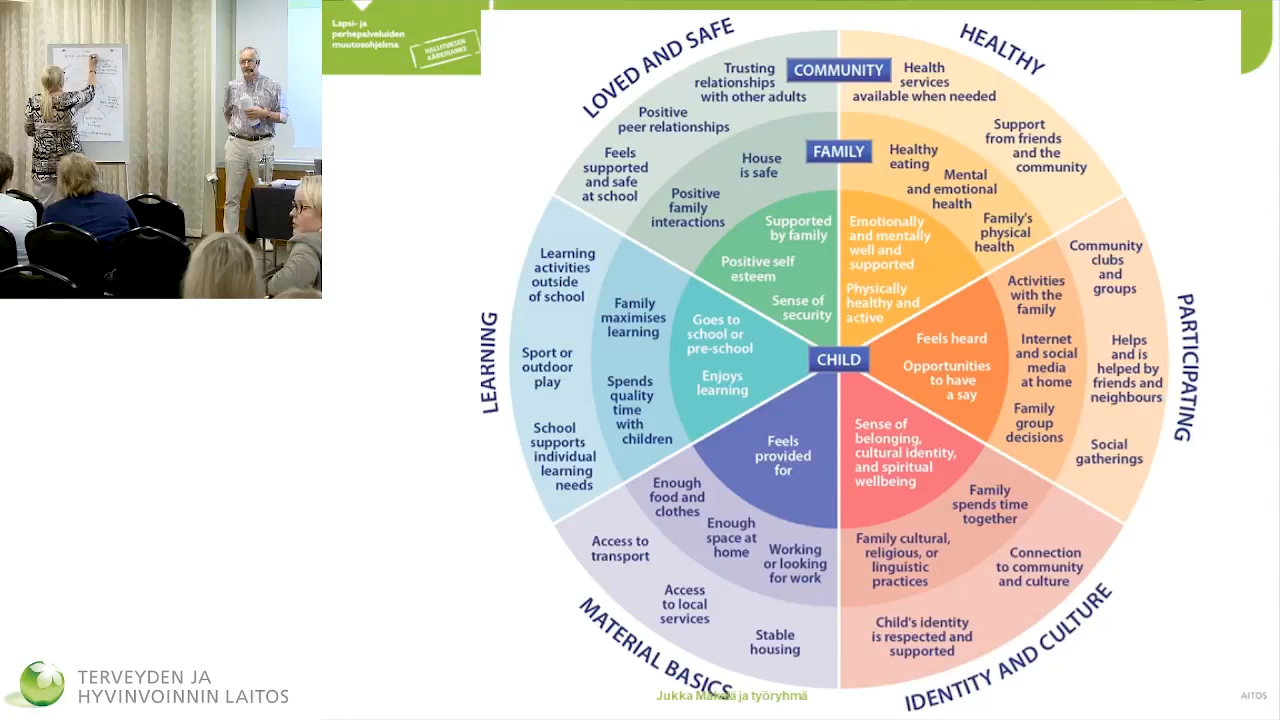 Lapsi- ja
perhepalveluiden
muutosohjelma
HALLITUKSEN
KÄRKIHANKE
LOVED AND SAFE
HEALTHY
COMMUNITY
Trusting
relationships
with other adults
Positive
peer relationships
Feels
supported
and safe
at school
Health
services
available when needed
Support
from friends
and the
community
FAMILY
House
is safe
Positive
family
interactions
Healthy
eating
Mental
and emotional
health
Family's
physical
health
Supported
by family
Positive self
esteem
Sense of
security
Emotionally
and mentally
well and
supported
Physically
healthy and
active
LEARNING
Learning
activities
outside
of school
Sport or
outdoor
play
School
supports
individual
learning
needs
Family
maximises
learning
Spends
quality
time
with
children
Goes to
school or
pre-school
Enjoys
learning
CHILD
Feels heard
Opportunities
to have
a say
Activities
with the
family
Internet
and social
media
at home
Family
group
decisions
Community
clubs
and
groups
Helps
and is
helped by
friends and
neighbours
Social
gatherings
PARTICIPATING
Feels
provided
for
Enough
food and
clothes
Enough
space at
home
Working
or looking
for work
Access to
transport
Access
to local
services
Stable
housing
MATERIAL BASICS
Sense of
belonging,
cultural identity,
and spiritual
wellbeing
Family
spends time
together
Family cultural,
religious, or
linguistic
practices
Connection
to community
and culture
Child's identity
is respected and
supported
IDENTITY AND CULTURE
TERVEYDEN JA
HYVINVOINNIN LAITOS
Jukka Mäkelä ja työryhmä
AITOS